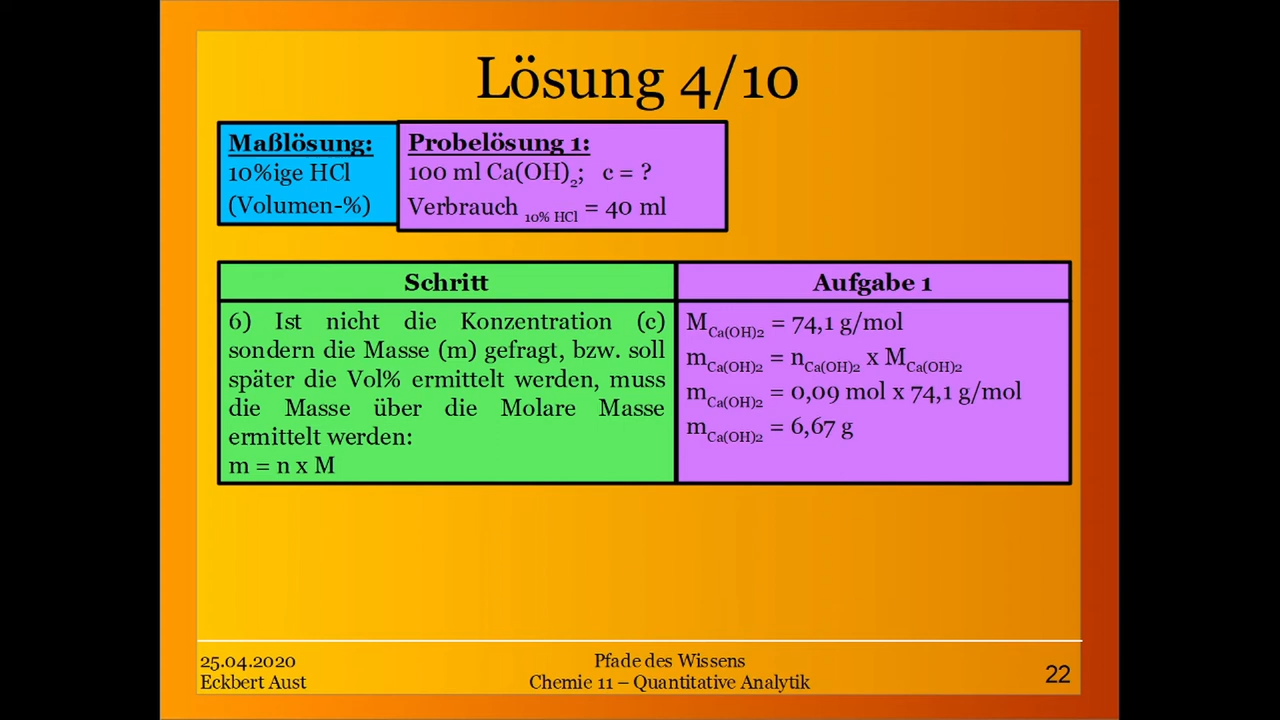 Lösung 4/10
Maßlösung:
10%ige HCl
(Volumen-%)
Probelösung 1:
100 ml Ca(OH)2; c = ?
Verbrauch 10% HCl = 40 ml
Schritt
6) Ist nicht die Konzentration (c)
sondern die Masse (m) gefragt, bzw. soll
später die Vol% ermittelt werden, muss
die Masse über die Molare Masse
ermittelt werden:
m = n x M
Aufgabe 1
MCa(OH)2 = 74,1 g/mol
mCa(OH)2 = nCa(OH)2 x MCa(OH)2
mCa(OH)2 = 0,09 mol x 74,1 g/mol
mCa(OH)2 = 6,67 g
25.04.2020
Eckbert Aust
Pfade des Wissens
Chemie 11 – Quantitative Analytik
22